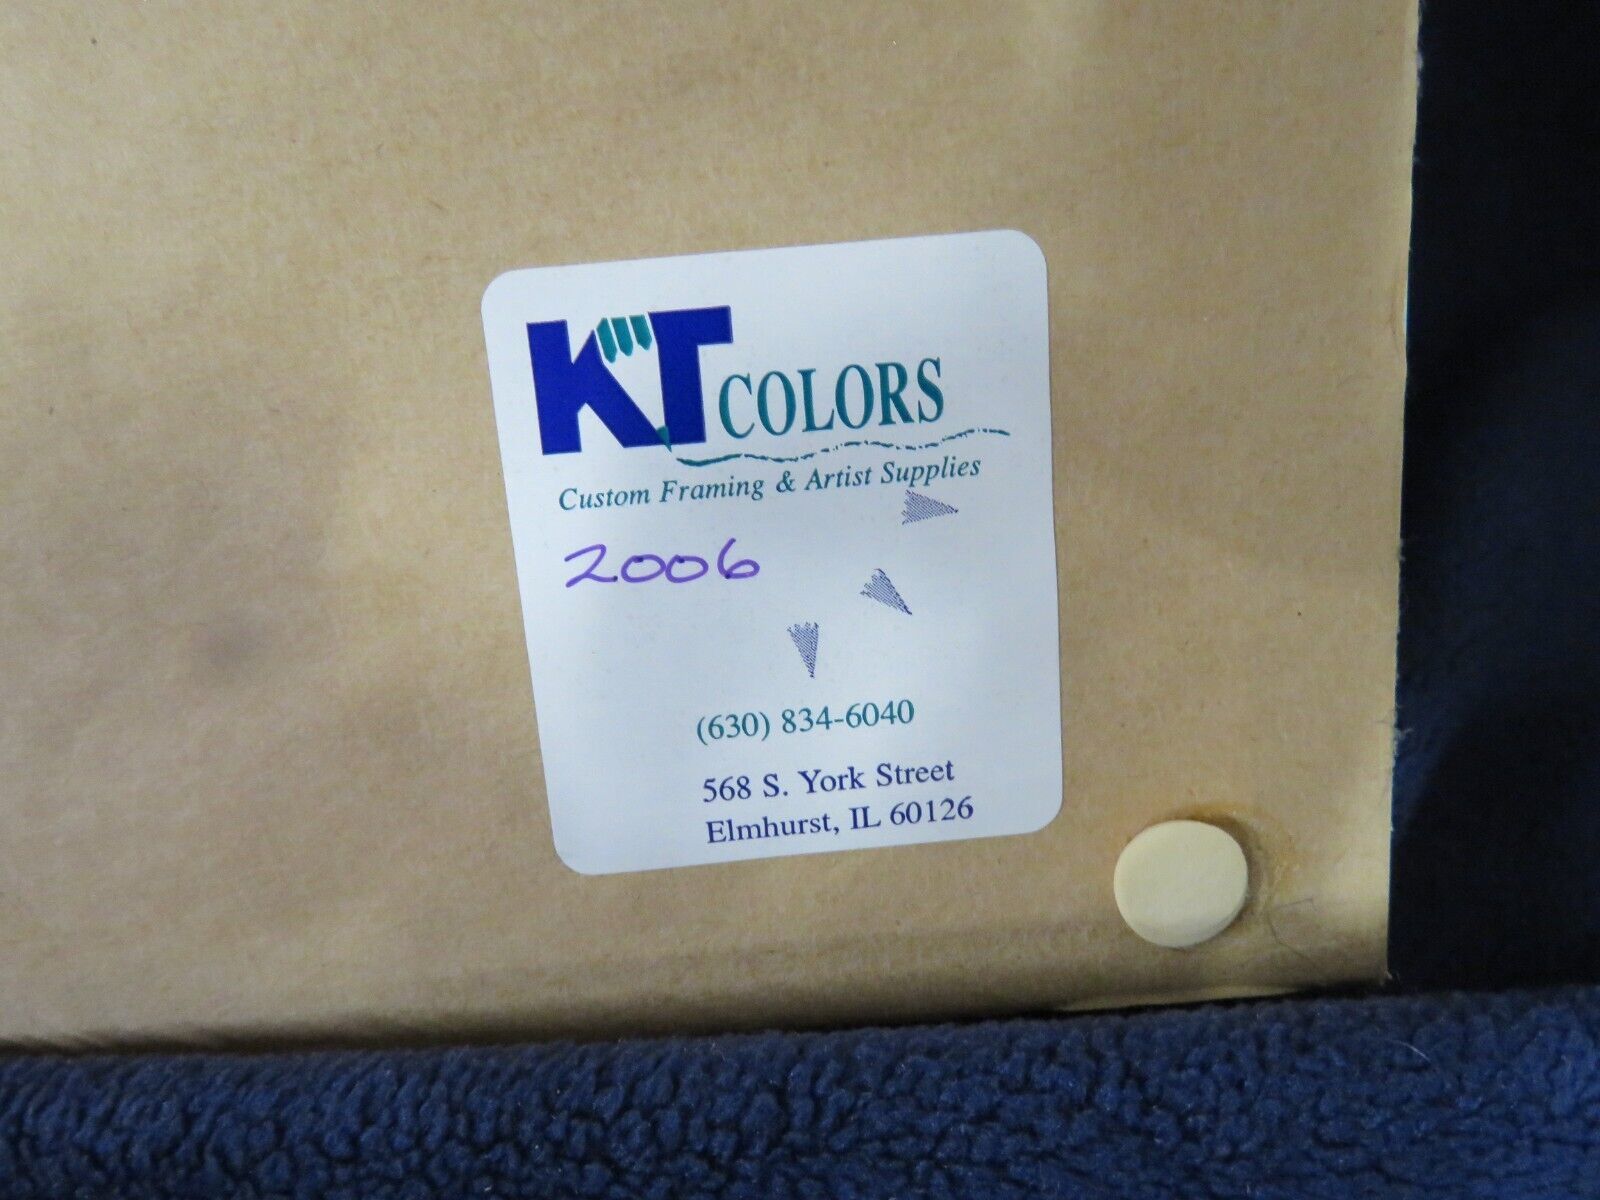 KT COLORS
Custom Framing & Artist Supplies
2006
(630) 834-6040
568 S. York Street
Elmhurst, IL 60126